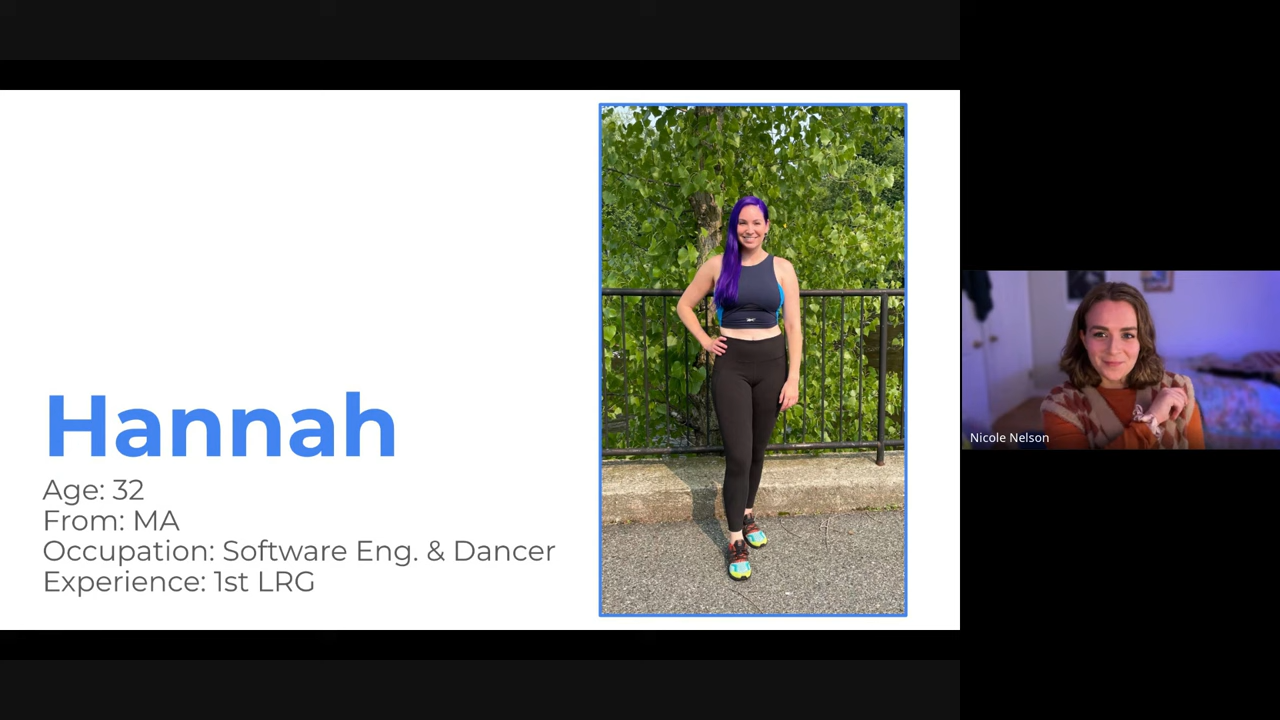 Hannah
Age: 32
From: MA
Occupation: Software Eng. & Dancer
Experience: 1st LRG
Nicole Nelson